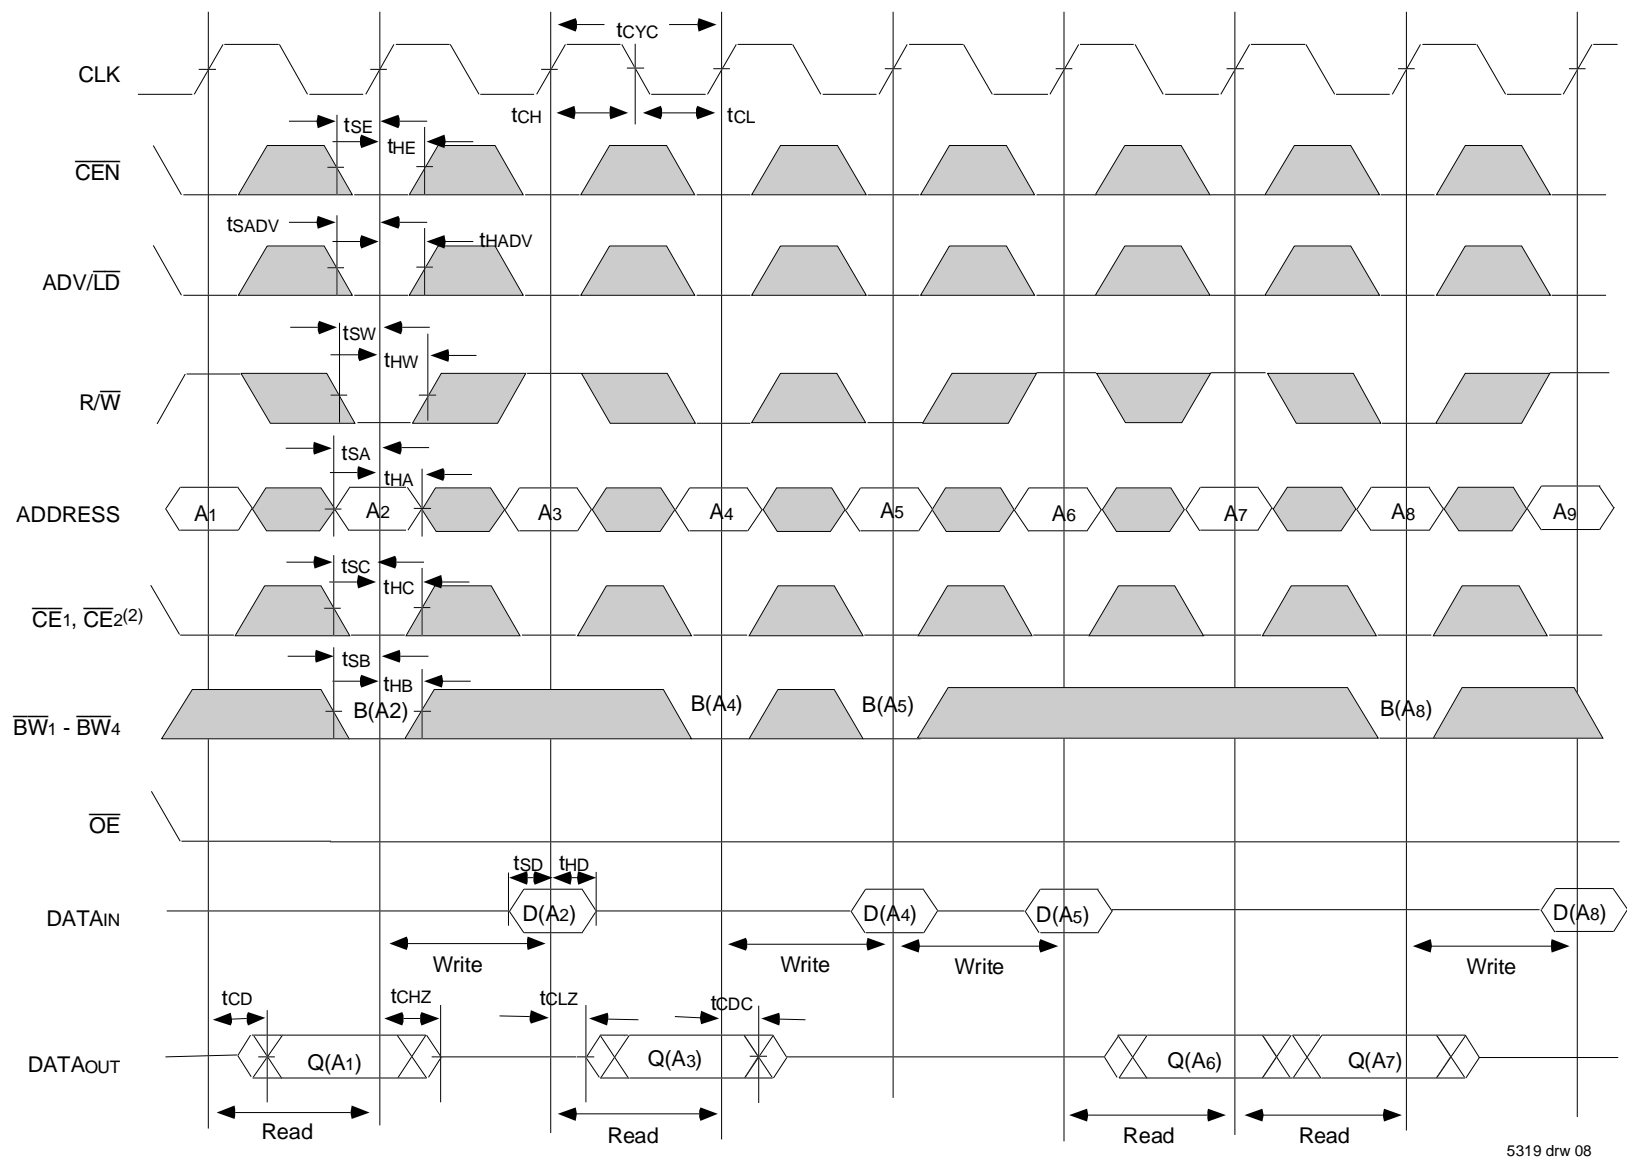 tCYC
CLK
tCH
tCL
tSE
tHE
CEN
tSADV
tHADV
ADV/LD
tSW
tHW
R/W
tSA
tHA
ADDRESS
A1 A2 A3 A4 A5 A6 A7 A8 A9
tSC
tHC
CE1, CE2(2)
tSB
tHB
B(A2) B(A4) B(A5) B(A8)
BW1 - BW4
OE
tSD tHD
DATAIN
D(A2) D(A4) D(A5) D(A8)
Write Write Write Write
tCD tCHZ tCLZ tCDC
DATAOUT
Q(A1) Q(A3) Q(A6) Q(A7)
Read Read Read Read
5319 drw 08